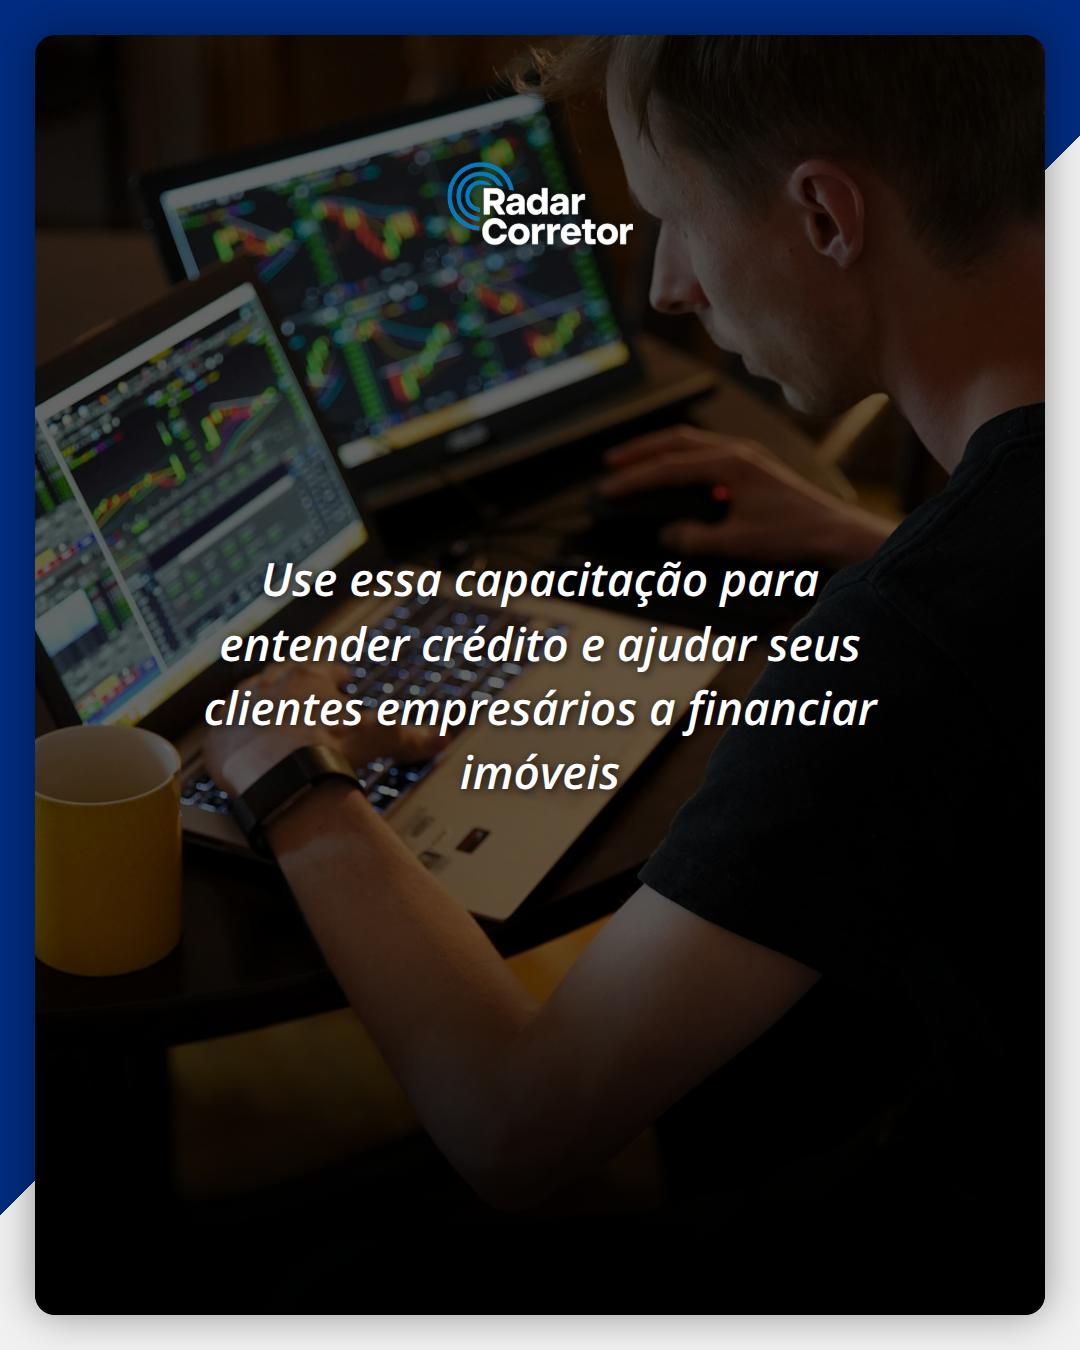 Radar
Corretor
Use essa capacitação para
entender crédito e ajudar seus
clientes empresários a financiar
imóveis